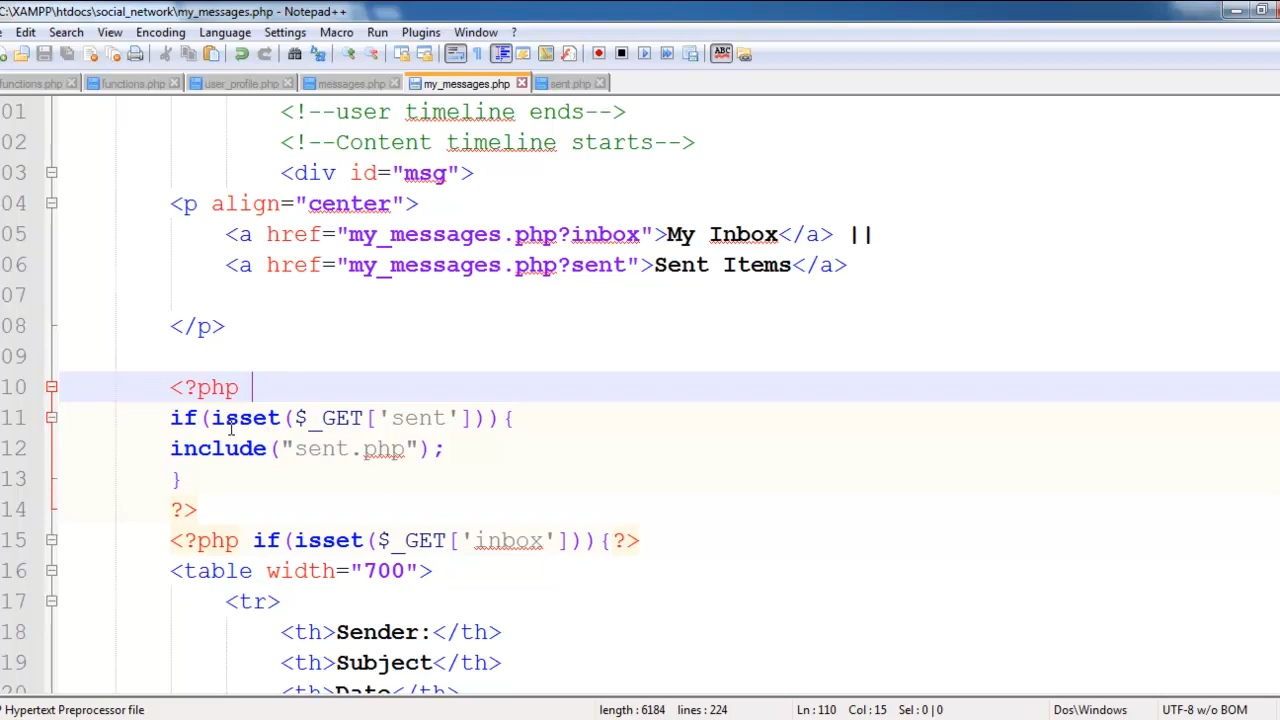 C:\XAMPP\htdocs\social_network\my_messages.php - Notepad++
Edit Search View Encoding Language Settings Macro Run Plugins Window ?
ABC
functions.php functions.php user_profile.php messages.php my_messages.php sent.php
01 <!--user timeline ends-->
02 <!--Content timeline starts-->
03 <div id="msg">
04 <p align="center">
05 <a href="my_messages.php?inbox">My Inbox</a> ||
06 <a href="my_messages.php?sent">Sent Items</a>
07
08 </p>
09
10 <?php
11 if(isset($_GET['sent'])){
12 include("sent.php");
13 }
14 ?>
15 <?php if(isset($_GET['inbox'])){?>
16 <table width="700">
17 <tr>
18 <th>Sender:</th>
19 <th>Subject</th>
20 <th>Date</th>
Hypertext Preprocessor file length : 6184 lines : 224 Ln : 110 Col : 15 Sel : 0 | 0 Dos\Windows UTF-8 w/o BOM